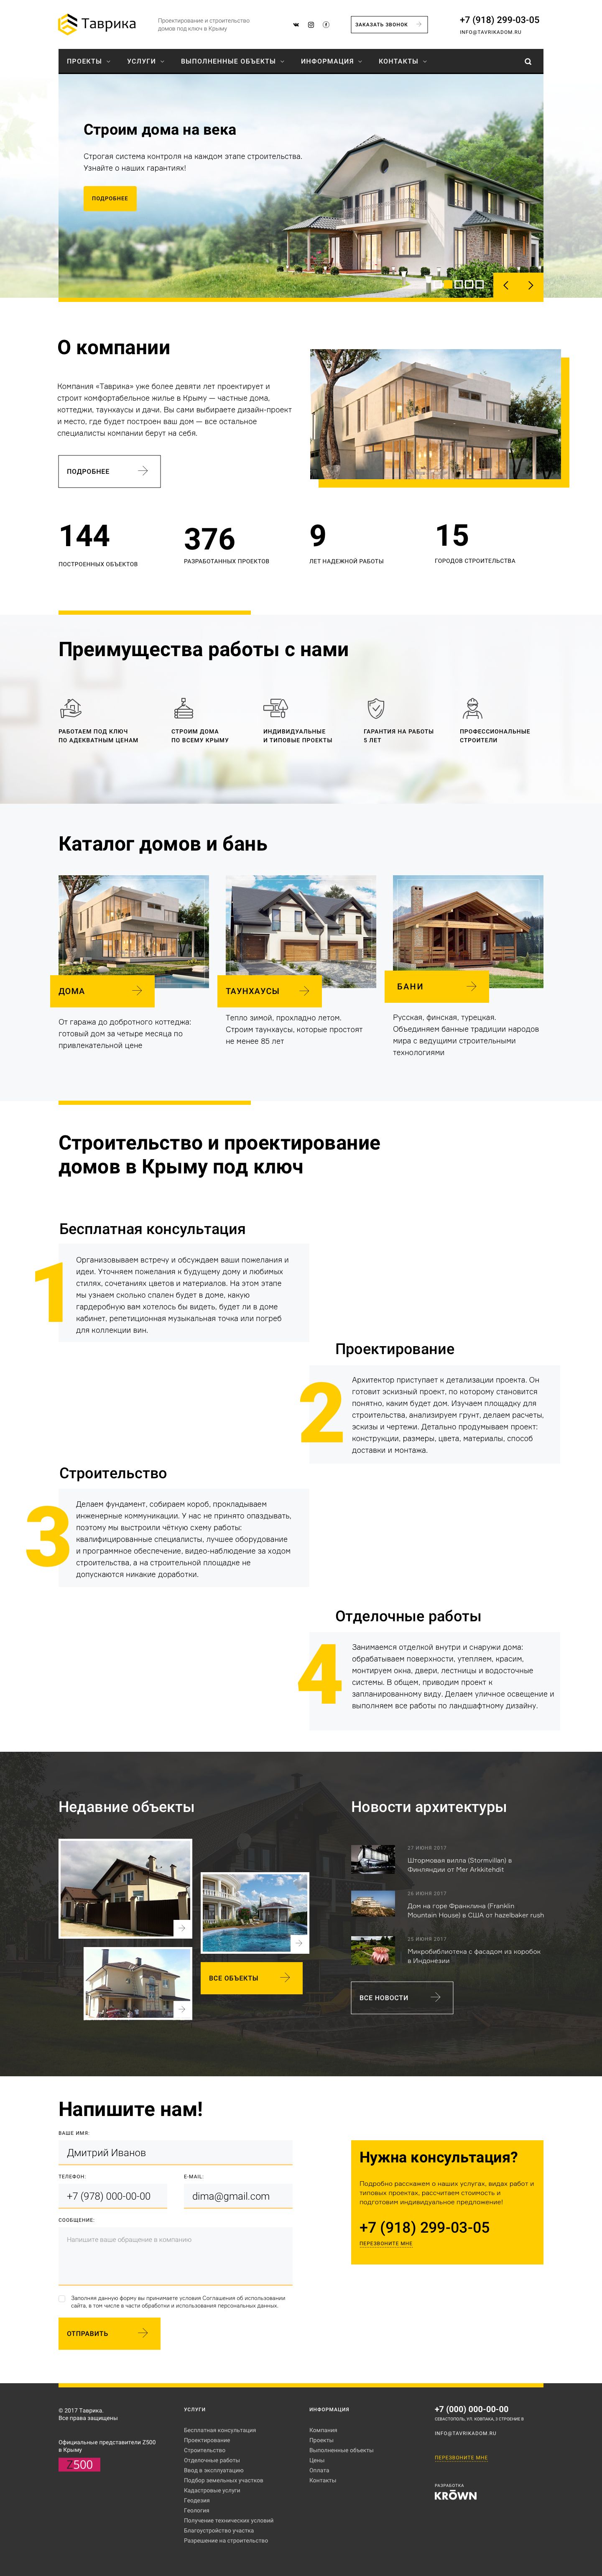 Таврика
Проектирование и строительство
домов под ключ в Крыму
ЗАКАЗАТЬ ЗВОНОК
+7 (918) 299-03-05
INFO@TAVRIKADOM.RU
ПРОЕКТЫ
УСЛУГИ
ВЫПОЛНЕННЫЕ ОБЪЕКТЫ
ИНФОРМАЦИЯ
КОНТАКТЫ
Строим дома на века
Строгая система контроля на каждом этапе строительства.
Узнайте о наших гарантиях!
ПОДРОБНЕЕ
О компании
Компания «Таврика» уже более девяти лет проектирует и
строит комфортабельное жилье в Крыму — частные дома,
коттеджи, таунхаусы и дачи. Вы сами выбираете дизайн-проект
и место, где будет построен ваш дом — все остальное
специалисты компании берут на себя.
ПОДРОБНЕЕ
144
ПОСТРОЕННЫХ ОБЪЕКТОВ
376
РАЗРАБОТАННЫХ ПРОЕКТОВ
9
ЛЕТ НАДЕЖНОЙ РАБОТЫ
15
ГОРОДОВ СТРОИТЕЛЬСТВА
Преимущества работы с нами
РАБОТАЕМ ПОД КЛЮЧ
ПО АДЕКВАТНЫМ ЦЕНАМ
СТРОИМ ДОМА
ПО ВСЕМУ КРЫМУ
ИНДИВИДУАЛЬНЫЕ
И ТИПОВЫЕ ПРОЕКТЫ
ГАРАНТИЯ НА РАБОТЫ
5 ЛЕТ
ПРОФЕССИОНАЛЬНЫЕ
СТРОИТЕЛИ
Каталог домов и бань
ДОМА
От гаража до добротного коттеджа:
готовый дом за четыре месяца по
привлекательной цене
ТАУНХАУСЫ
Тепло зимой, прохладно летом.
Строим таунхаусы, которые простоят
не менее 85 лет
БАНИ
Русская, финская, турецкая.
Объединяем банные традиции народов
мира с ведущими строительными
технологиями
Строительство и проектирование
домов в Крыму под ключ
Бесплатная консультация
1
Организовываем встречу и обсуждаем ваши пожелания и
идеи. Уточняем пожелания к будущему дому и любимых
стилях, сочетаниях цветов и материалов. На этом этапе
мы узнаем сколько спален будет в доме, какую
гардеробную вам хотелось бы видеть, будет ли в доме
кабинет, репетиционная музыкальная точка или погреб
для коллекции вин.
Проектирование
2
Архитектор приступает к детализации проекта. Он
готовит эскизный проект, по которому становится
понятно, каким будет дом. Изучаем площадку для
строительства, анализируем грунт, делаем расчеты,
эскизы и чертежи. Детально продумываем проект:
конструкции, размеры, цвета, материалы, способ
доставки и монтажа.
Строительство
3
Делаем фундамент, собираем короб, прокладываем
инженерные коммуникации. У нас не принято опаздывать,
поэтому мы выстроили чёткую схему работы:
квалифицированные специалисты, лучшее оборудование
и программное обеспечение, видео-наблюдение за ходом
строительства, а на строительной площадке не
допускаются никакие доработки.
Отделочные работы
4
Занимаемся отделкой внутри и снаружи дома:
обрабатываем поверхности, утепляем, красим,
монтируем окна, двери, лестницы и водосточные
системы. В общем, приводим проект к
запланированному виду. Делаем уличное освещение и
выполняем все работы по ландшафтному дизайну.
Недавние объекты
ВСЕ ОБЪЕКТЫ
Новости архитектуры
27 ИЮНЯ 2017
Штормовая вилла (Stormvillan) в
Финляндии от Mer Arkkitehdit
26 ИЮНЯ 2017
Дом на горе Франклина (Franklin
Mountain House) в США от hazelbaker rush
25 ИЮНЯ 2017
Микробиблиотека с фасадом из коробок
в Индонезии
ВСЕ НОВОСТИ
Напишите нам!
ВАШЕ ИМЯ:
Дмитрий Иванов
ТЕЛЕФОН:
+7 (978) 000-00-00
E-MAIL:
dima@gmail.com
СООБЩЕНИЕ:
Напишите ваше обращение в компанию
Заполняя данную форму вы принимаете условия Соглашения об использовании
сайта, в том числе в части обработки и использования персональных данных.
ОТПРАВИТЬ
Нужна консультация?
Подробно расскажем о наших услугах, видах работ и
типовых проектах, рассчитаем стоимость и
подготовим индивидуальное предложение!
+7 (918) 299-03-05
ПЕРЕЗВОНИТЕ МНЕ
© 2017 Таврика.
Все права защищены
Официальные представители Z500
в Крыму
Z500
УСЛУГИ
Бесплатная консультация
Проектирование
Строительство
Отделочные работы
Ввод в эксплуатацию
Подбор земельных участков
Кадастровые услуги
Геодезия
Геология
Получение технических условий
Благоустройство участка
Разрешение на строительство
ИНФОРМАЦИЯ
Компания
Проекты
Выполненные объекты
Цены
Оплата
Контакты
+7 (000) 000-00-00
СЕВАСТОПОЛЬ, УЛ. КОВПАКА, 3 СТРОЕНИЕ Б
INFO@TAVRIKADOM.RU
ПЕРЕЗВОНИТЕ МНЕ
РАЗРАБОТКА
KRŌWN